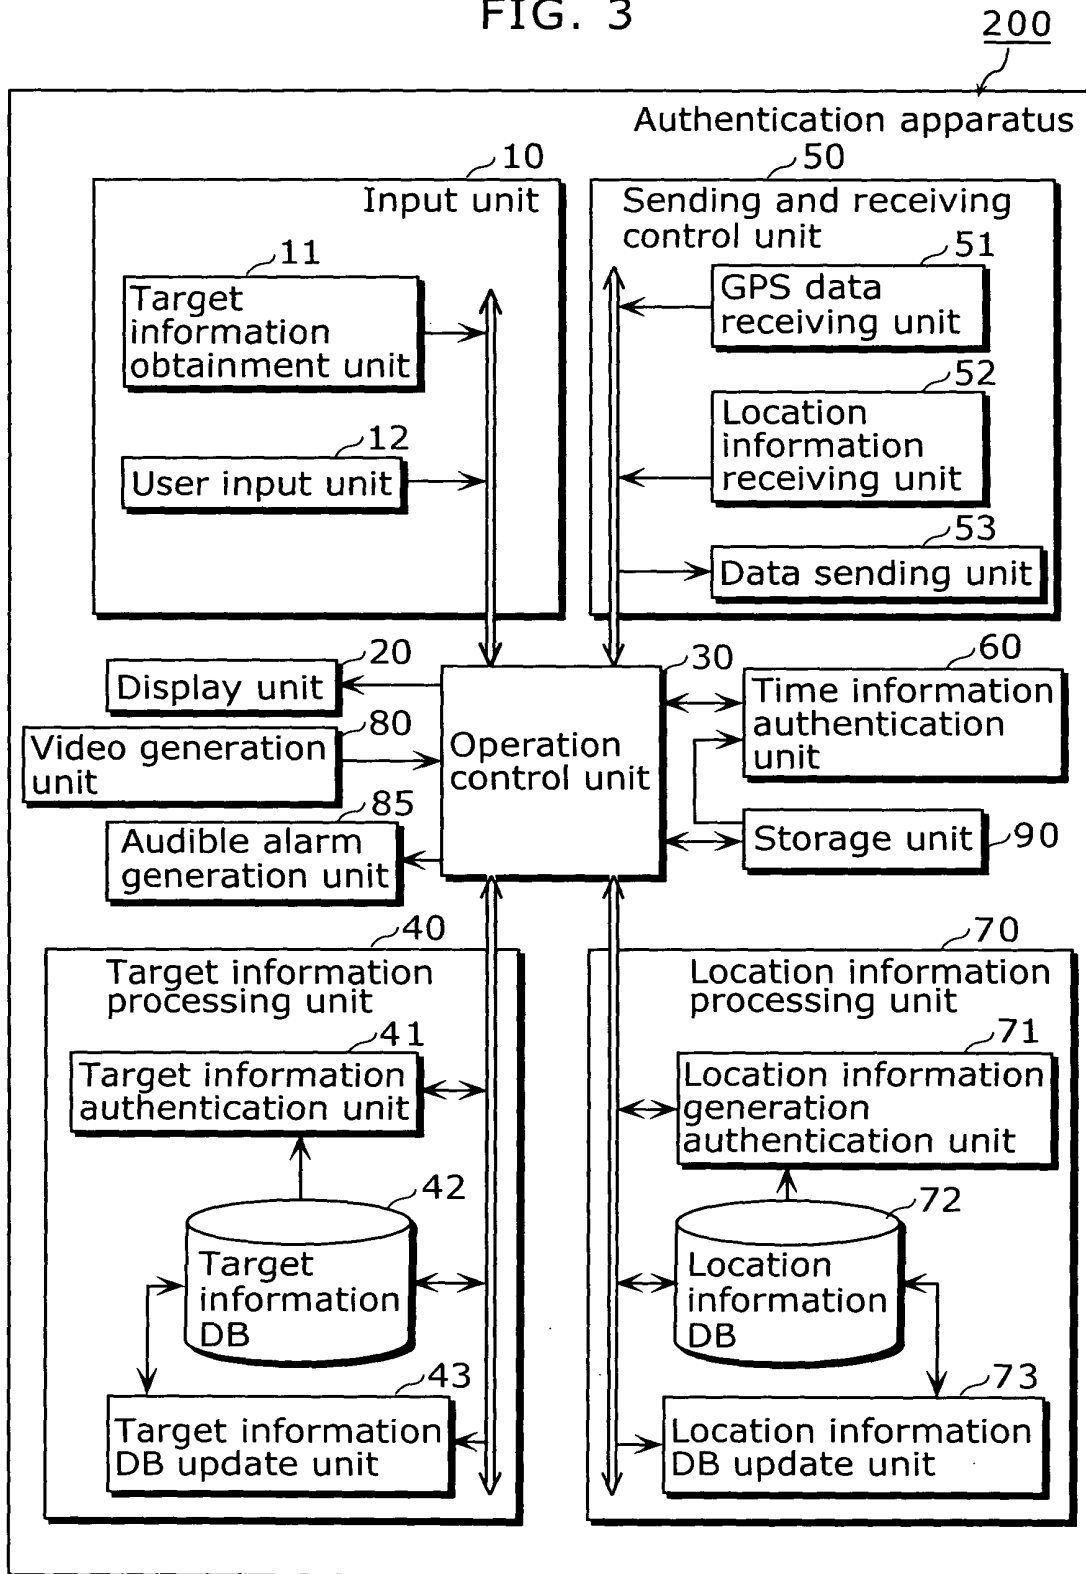 FIG. 3
200
Authentication apparatus
10
Input unit
11
Target
information
obtainment unit
12
User input unit
50
Sending and receiving
control unit
51
GPS data
receiving unit
52
Location
information
receiving unit
53
Data sending unit
20
Display unit
80
Video generation
unit
85
Audible alarm
generation unit
30
Operation
control unit
60
Time information
authentication
unit
Storage unit
90
40
Target information
processing unit
41
Target information
authentication unit
42
Target
information
DB
43
Target information
DB update unit
70
Location information
processing unit
71
Location information
generation
authentication unit
72
Location
information
DB
73
Location information
DB update unit